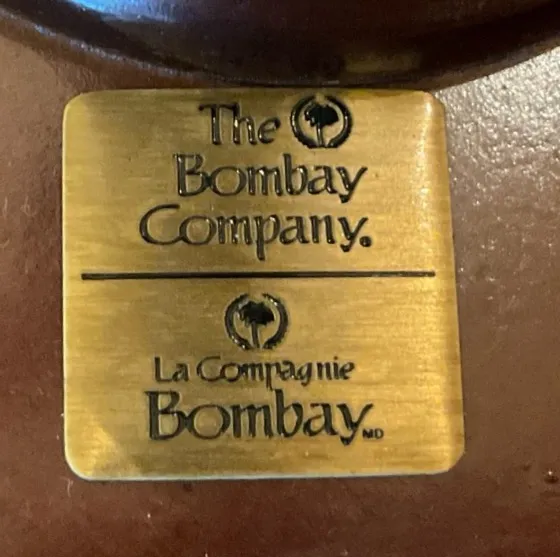 The
Bombay
Company.
La Compagnie
Bombay MD